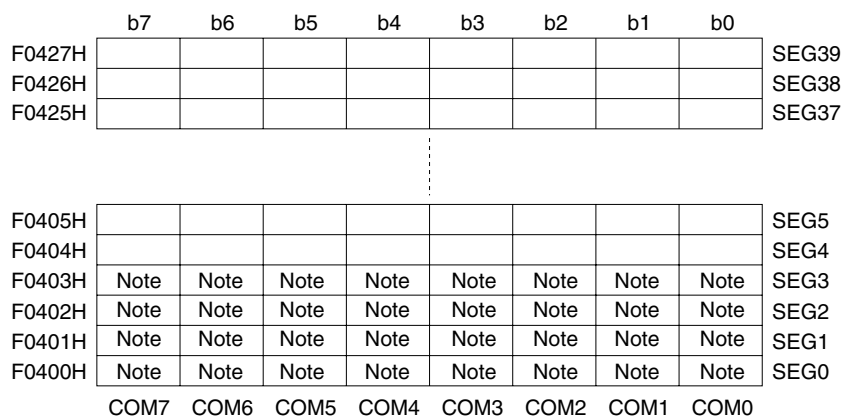 b7 b6 b5 b4 b3 b2 b1 b0
F0427H SEG39
F0426H SEG38
F0425H SEG37
F0405H SEG5
F0404H SEG4
F0403H Note Note Note Note Note Note Note Note SEG3
F0402H Note Note Note Note Note Note Note Note SEG2
F0401H Note Note Note Note Note Note Note Note SEG1
F0400H Note Note Note Note Note Note Note Note SEG0
COM7 COM6 COM5 COM4 COM3 COM2 COM1 COM0